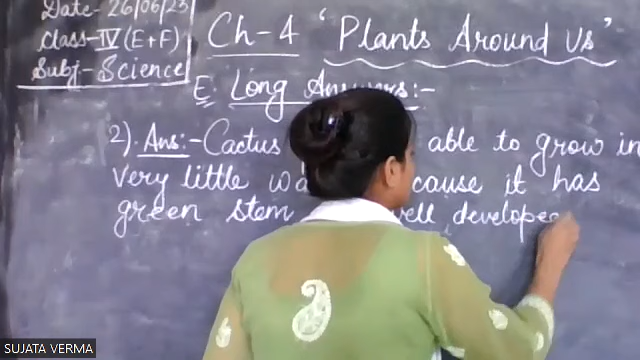 Date- 26/06/23
Class-IV (E+F)
Subj:- Science
Ch-4 'Plants Around Us'
E. Long Answers:-
2). Ans:- Cactus able to grow in
very little because it has
green stem well develope
SUJATA VERMA